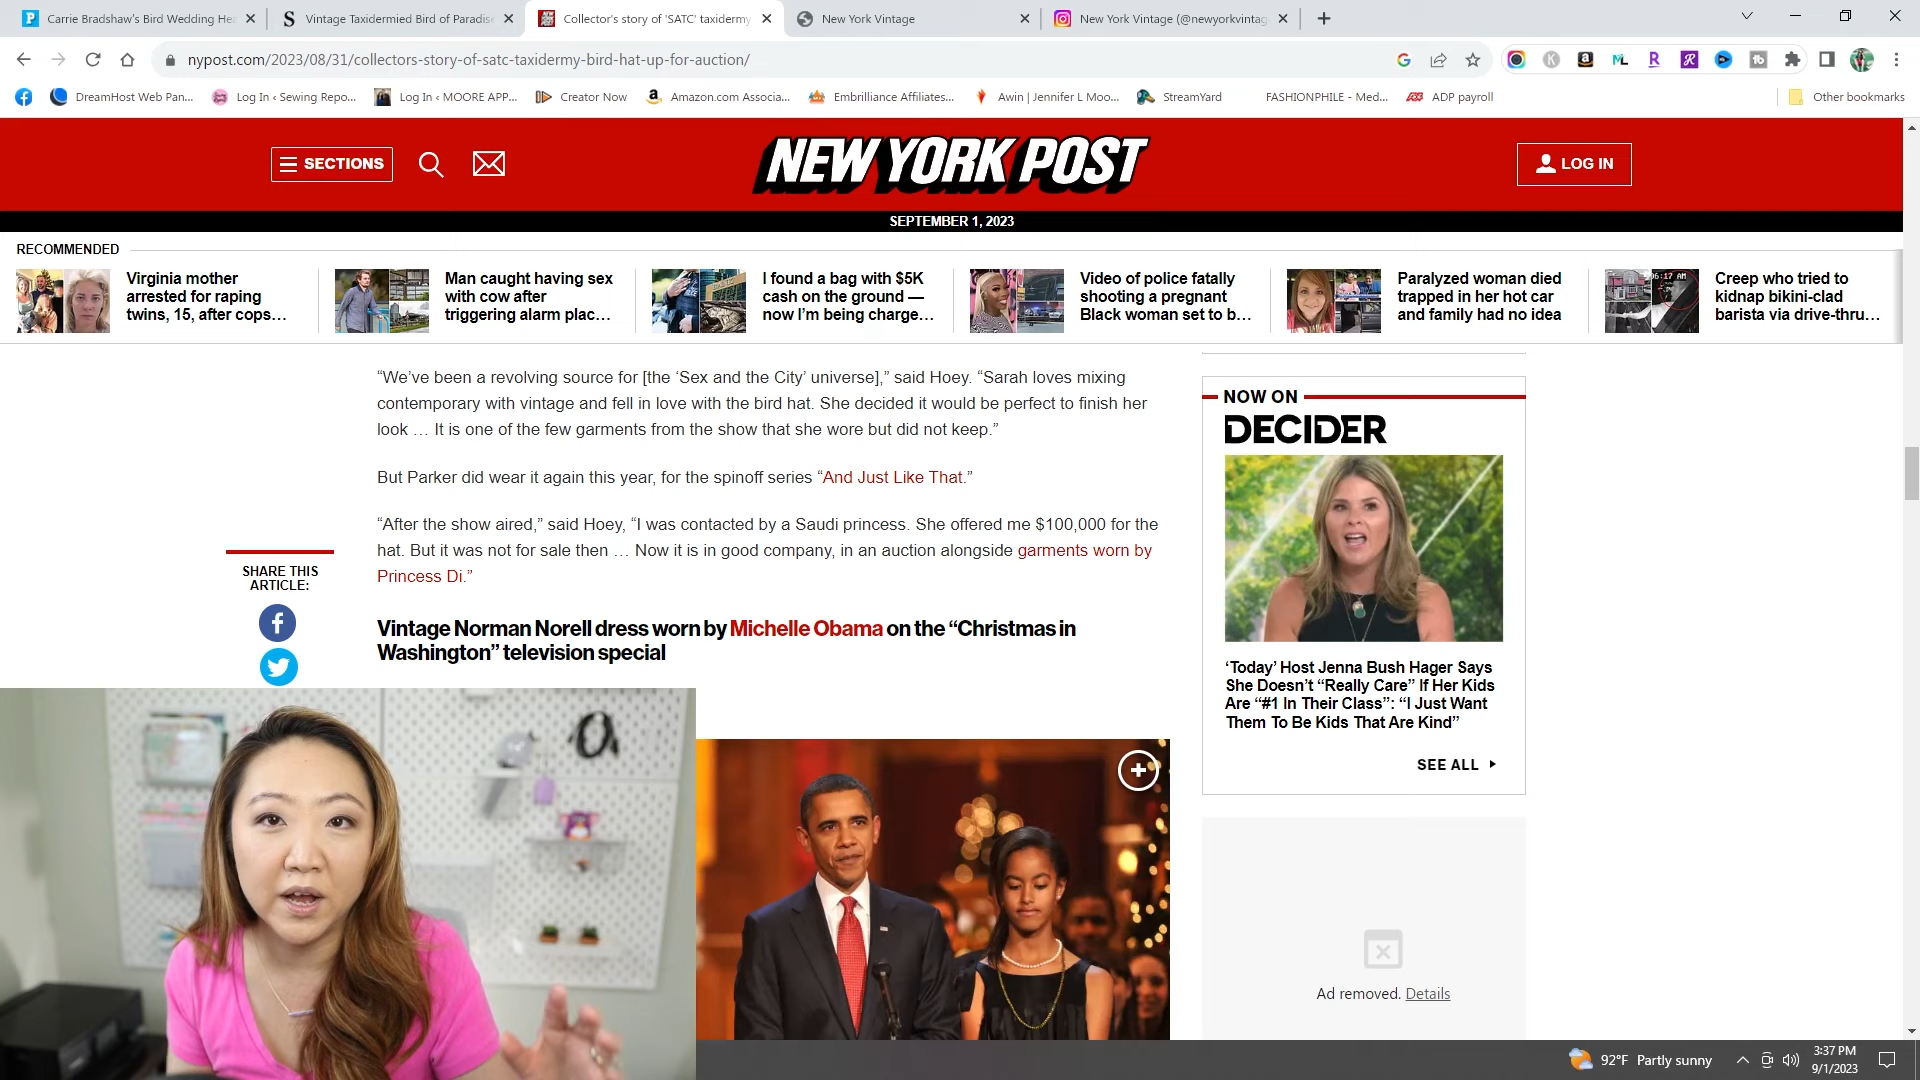 Carrie Bradshaw's Bird Wedding He
Vintage Taxidermied Bird of Paradis
Collector's story of 'SATC' taxidermy
New York Vintage
New York Vintage (@newyorkvintag
nypost.com/2023/08/31/collectors-story-of-satc-taxidermy-bird-hat-up-for-auction/
DreamHost Web Pan...
Log In ‹ Sewing Repo...
Log In ‹ MOORE APP...
Creator Now
Amazon.com Associa...
Embrilliance Affiliates...
Awin | Jennifer L Moo...
StreamYard
FASHIONPHILE - Med...
ADP payroll
Other bookmarks
SECTIONS
NEW YORK POST
LOG IN
SEPTEMBER 1, 2023
RECOMMENDED
Virginia mother
arrested for raping
twins, 15, after cops...
Man caught having sex
with cow after
triggering alarm plac...
I found a bag with $5K
cash on the ground —
now I'm being charge...
Video of police fatally
shooting a pregnant
Black woman set to b...
Paralyzed woman died
trapped in her hot car
and family had no idea
Creep who tried to
kidnap bikini-clad
barista via drive-thru...
“We’ve been a revolving source for [the ‘Sex and the City’ universe],” said Hoey. “Sarah loves mixing
contemporary with vintage and fell in love with the bird hat. She decided it would be perfect to finish her
look … It is one of the few garments from the show that she wore but did not keep.”
But Parker did wear it again this year, for the spinoff series “And Just Like That.”
“After the show aired,” said Hoey, “I was contacted by a Saudi princess. She offered me $100,000 for the
hat. But it was not for sale then … Now it is in good company, in an auction alongside garments worn by
Princess Di.”
SHARE THIS
ARTICLE:
Vintage Norman Norell dress worn by Michelle Obama on the “Christmas in
Washington” television special
NOW ON
DECIDER
‘Today’ Host Jenna Bush Hager Says
She Doesn’t “Really Care” If Her Kids
Are “#1 In Their Class”: “I Just Want
Them To Be Kids That Are Kind”
SEE ALL
Ad removed. Details
92°F Partly sunny
3:37 PM
9/1/2023